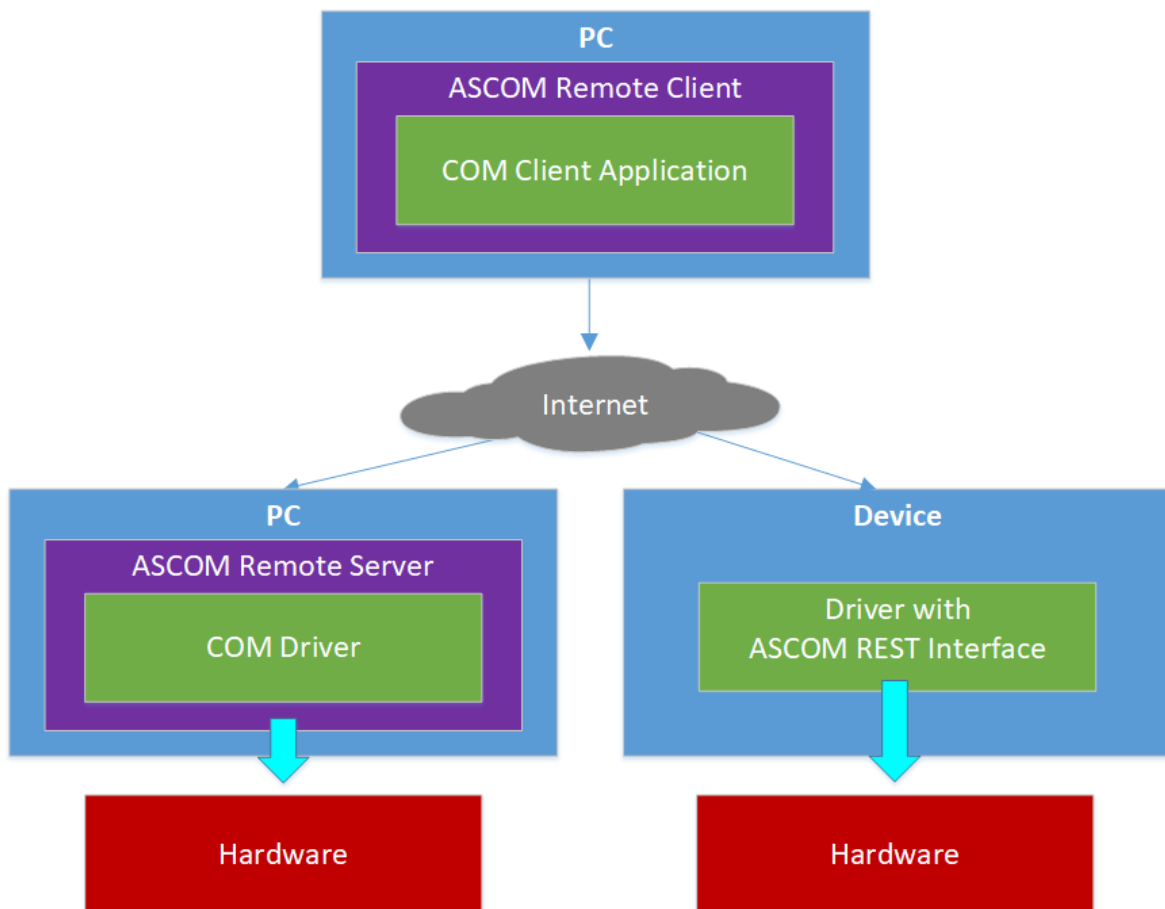 PC
ASCOM Remote Client
COM Client Application
Internet
PC
ASCOM Remote Server
COM Driver
Device
Driver with
ASCOM REST Interface
Hardware
Hardware